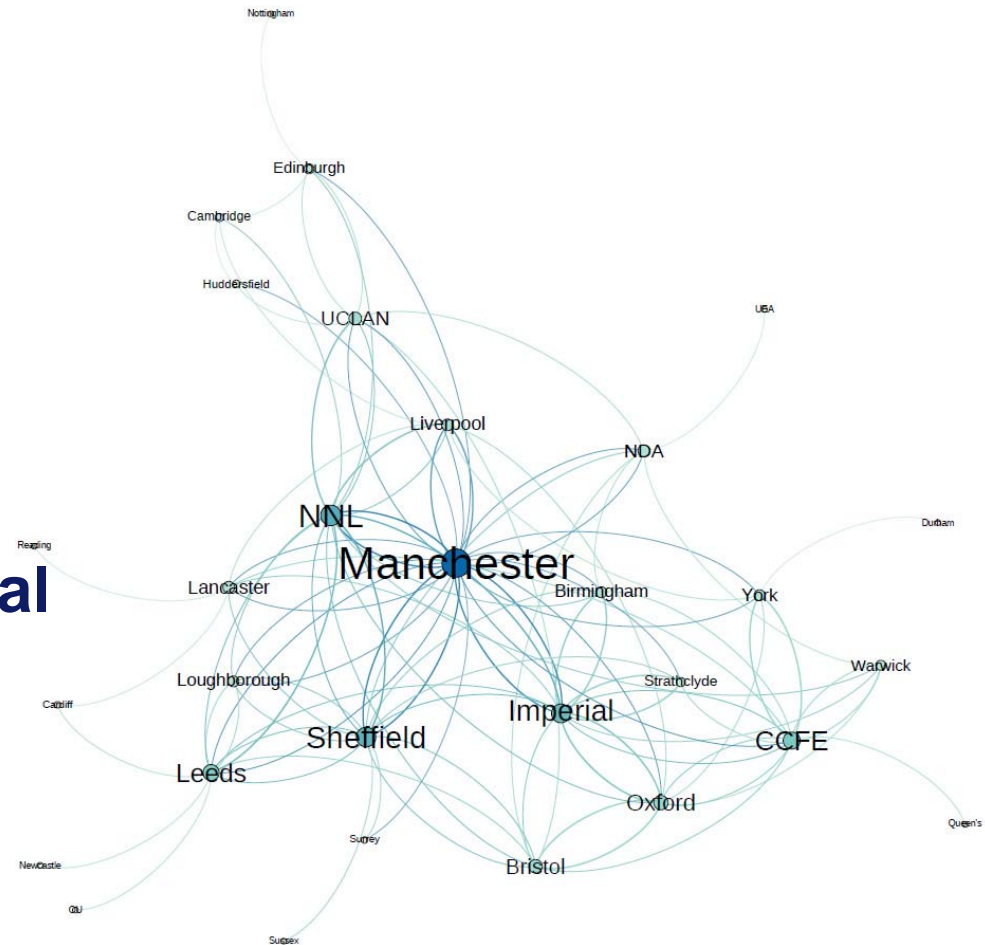 Nottingham
Edinburgh
Cambridge
Huddersfield
UEA
UCLAN
Liverpool
NDA
NNL
Durham
Reading
Manchester
al
Lancaster
Birmingham
York
Warwick
Loughborough
Strathclyde
Cardiff
Imperial
Sheffield
CCFE
Leeds
Oxford
Queen's
Surrey
Newcastle
Bristol
OU
Sussex